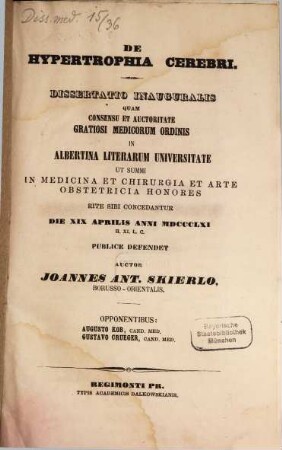 Diss. med. 15/36
DE
HYPERTROPHIA CEREBRI.
DISSERTATIO INAUGURALIS
QUAM
CONSENSU ET AUCTORITATE
GRATIOSI MEDICORUM ORDINIS
IN
ALBERTINA LITERARUM UNIVERSITATE
UT SUMMI
IN MEDICINA ET CHIRURGIA ET ARTE
OBSTETRICIA HONORES
RITE SIBI CONCEDANTUR
DIE XIX APRILIS ANNI MDCCCLXI
H. XI. L. C.
PUBLICE DEFENDET
AUCTOR
JOANNES ANT. SKIERLO,
BORUSSO-ORIENTALIS.
OPPONENTIBUS:
AUGUSTO KOB, CAND. MED.
GUSTAVO CRUEGER, CAND. MED.
Bayerische
Staatsbibliothek
München
REGIMONTI PR.
TYPIS ACADEMICIS DALKOWSKIANIS.